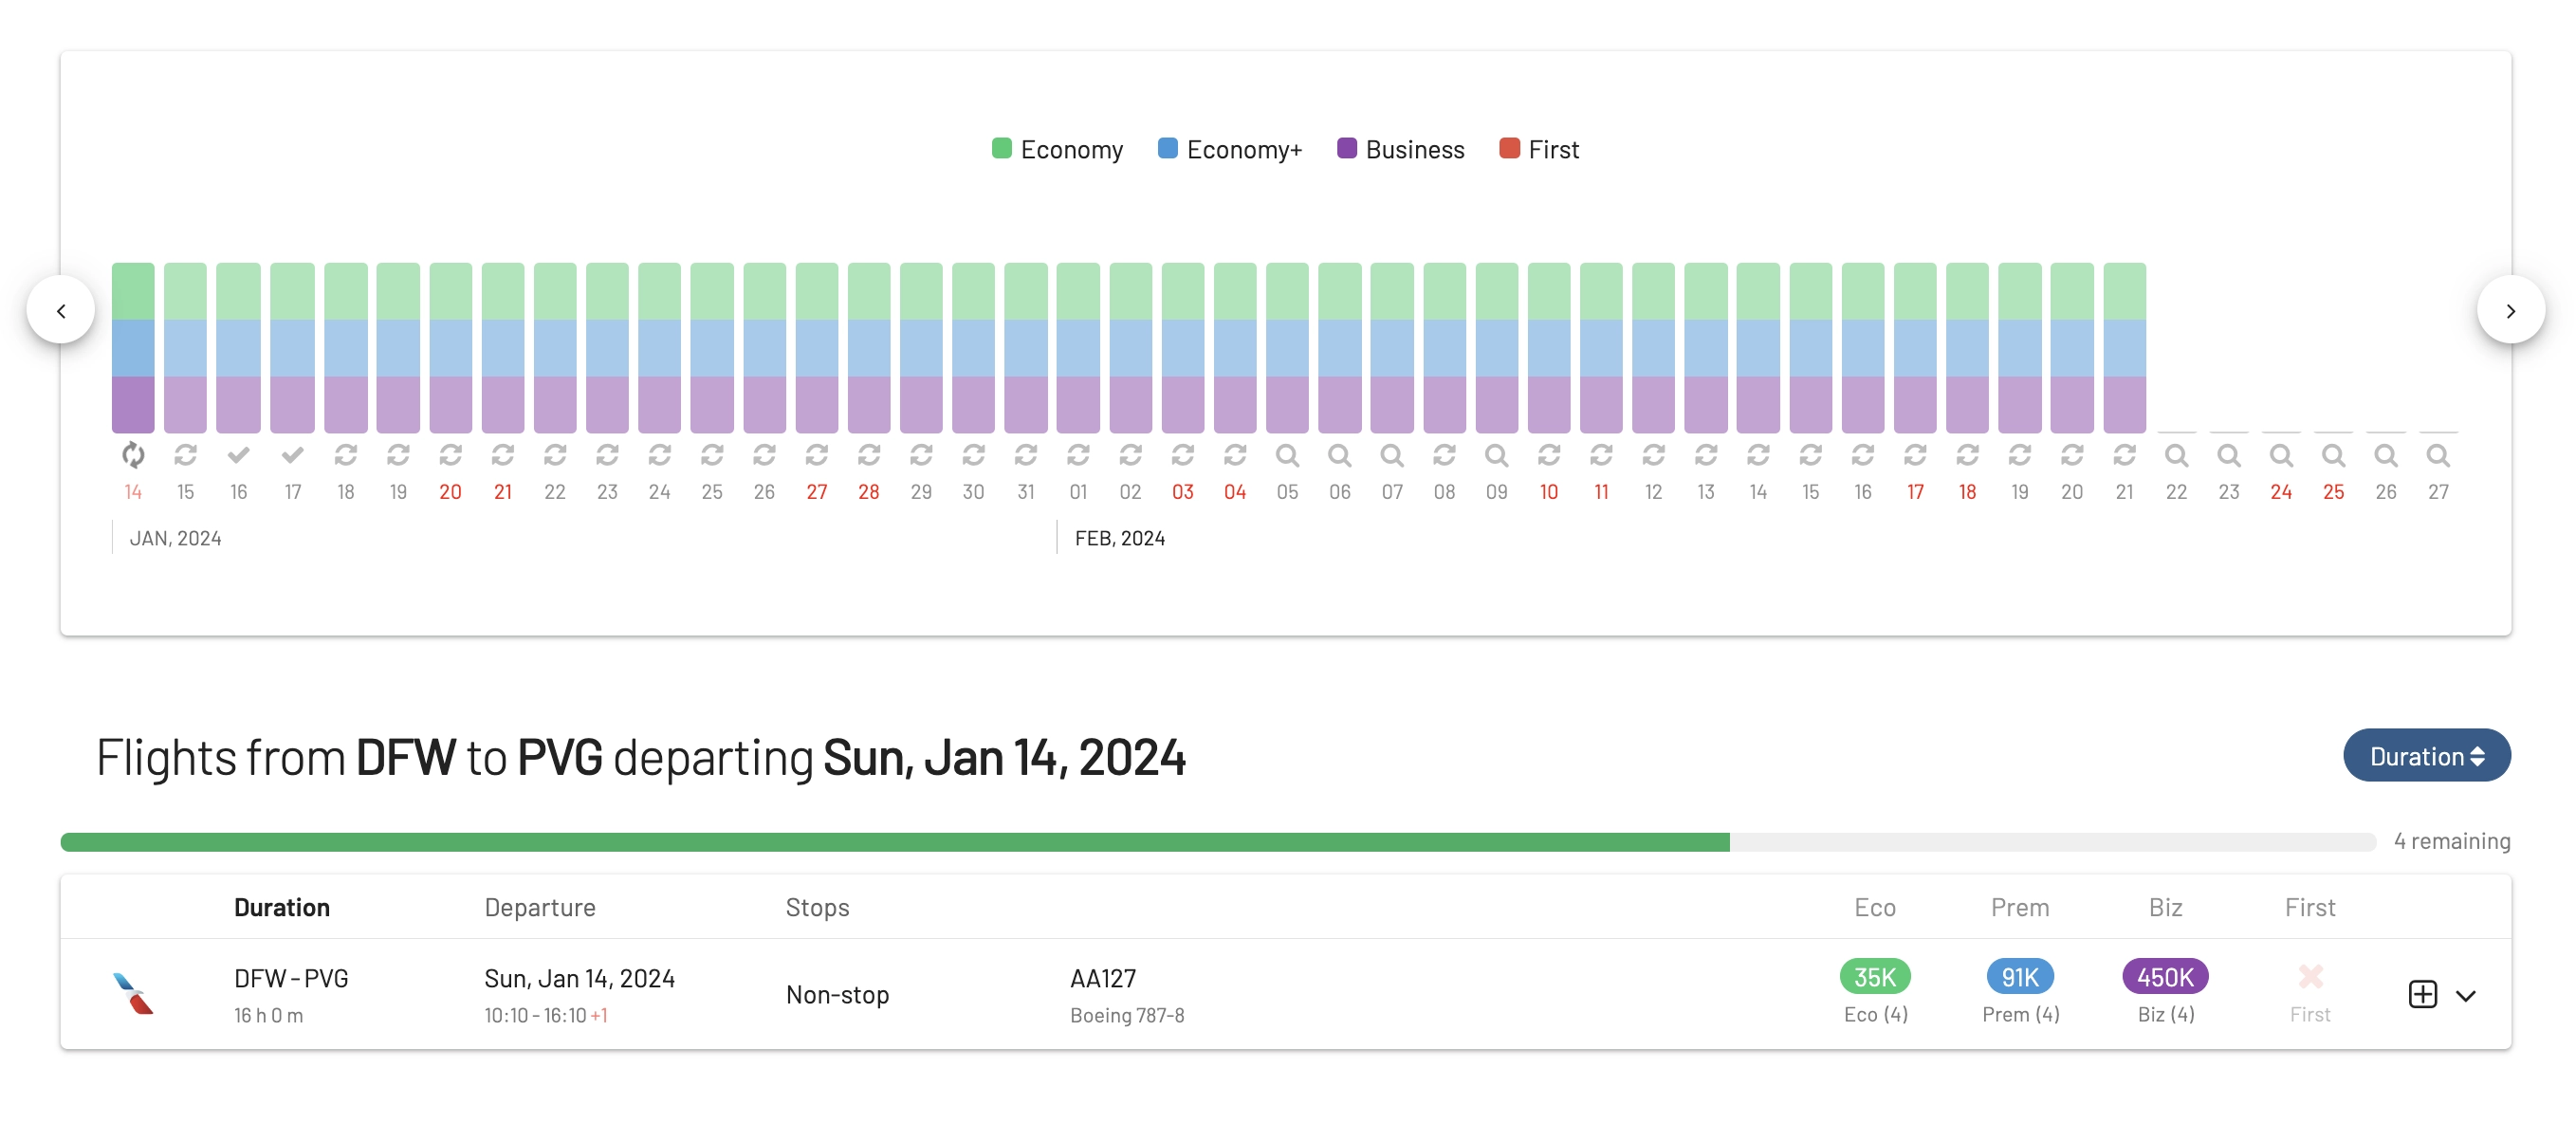 Economy Economy+ Business First
14 15 16 17 18 19 20 21 22 23 24 25 26 27 28 29 30 31 01 02 03 04 05 06 07 08 09 10 11 12 13 14 15 16 17 18 19 20 21 22 23 24 25 26 27
JAN, 2024 FEB, 2024
Flights from DFW to PVG departing Sun, Jan 14, 2024 Duration
4 remaining
Duration Departure Stops Eco Prem Biz First
DFW - PVG Sun, Jan 14, 2024 Non-stop AA127 35K 91K 450K
16 h 0 m 10:10 - 16:10 +1 Boeing 787-8 Eco (4) Prem (4) Biz (4) First